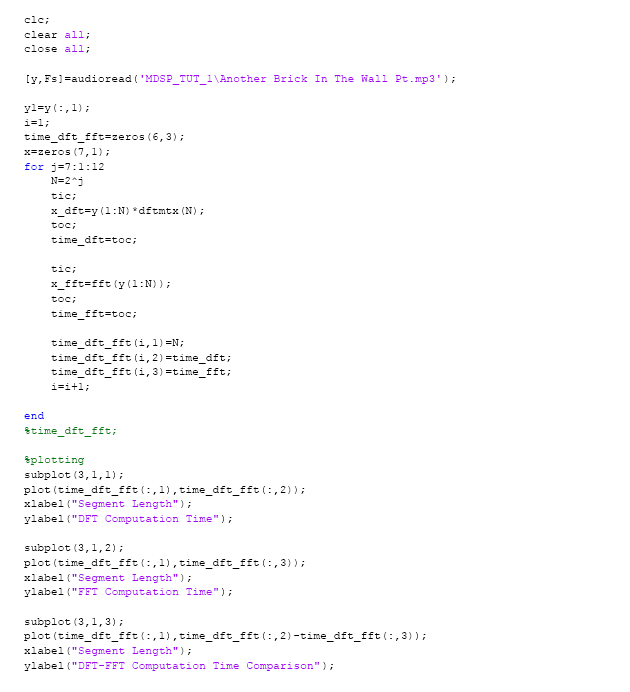 clc;
clear all;
close all;
[y,Fs]=audioread('MDSP_TUT_1\Another Brick In The Wall Pt.mp3');
y1=y(:,1);
i=1;
time_dft_fft=zeros(6,3);
x=zeros(7,1);
for j=7:1:12
N=2^j
tic;
x_dft=y(1:N)*dftmtx(N);
toc;
time_dft=toc;
tic;
x_fft=fft(y(1:N));
toc;
time_fft=toc;
time_dft_fft(i,1)=N;
time_dft_fft(i,2)=time_dft;
time_dft_fft(i,3)=time_fft;
i=i+1;
end
%time_dft_fft;
%plotting
subplot(3,1,1);
plot(time_dft_fft(:,1),time_dft_fft(:,2));
xlabel("Segment Length");
ylabel("DFT Computation Time");
subplot(3,1,2);
plot(time_dft_fft(:,1),time_dft_fft(:,3));
xlabel("Segment Length");
ylabel("FFT Computation Time");
subplot(3,1,3);
plot(time_dft_fft(:,1),time_dft_fft(:,2)-time_dft_fft(:,3));
xlabel("Segment Length");
ylabel("DFT-FFT Computation Time Comparison");